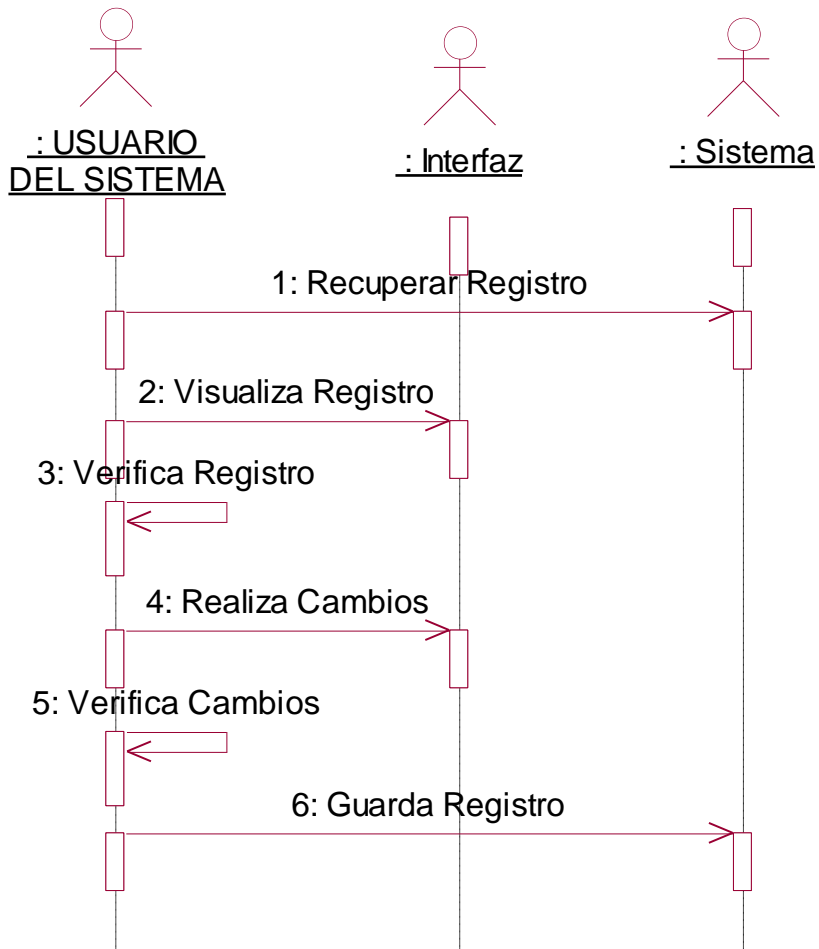 : USUARIO
DEL SISTEMA
: Interfaz
: Sistema
1: Recuperar Registro
2: Visualiza Registro
3: Verifica Registro
4: Realiza Cambios
5: Verifica Cambios
6: Guarda Registro